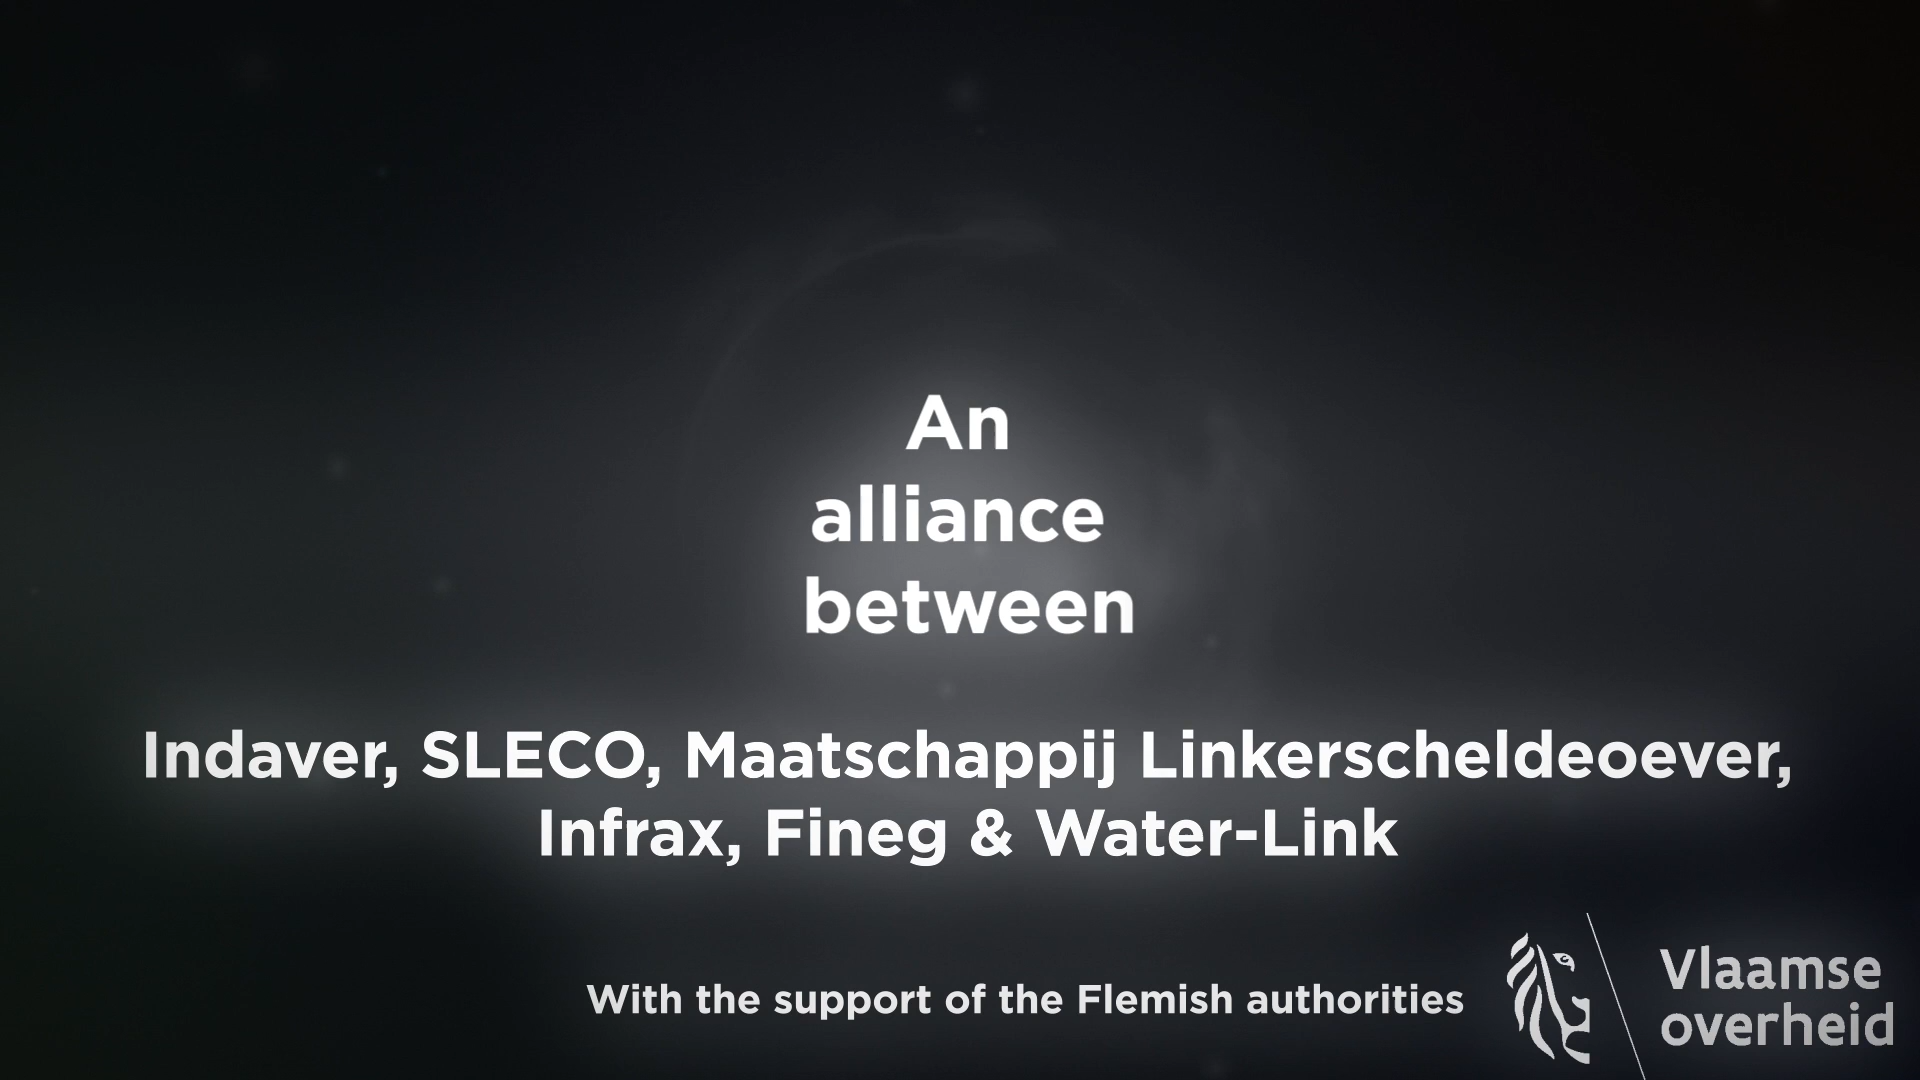 An
alliance
between
Indaver, SLECO, Maatschappij Linkerscheldeoever,
Infrax, Fineg & Water-Link
With the support of the Flemish authorities
Vlaamse
overheid